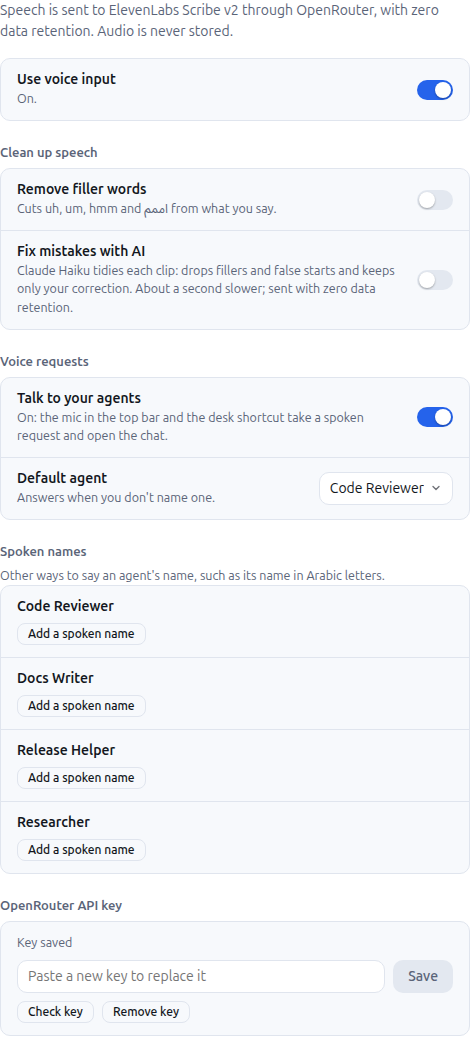 Speech is sent to ElevenLabs Scribe v2 through OpenRouter, with zero
data retention. Audio is never stored.
Use voice input
On.
Clean up speech
Remove filler words
Cuts uh, um, hmm and اممم from what you say.
Fix mistakes with AI
Claude Haiku tidies each clip: drops fillers and false starts and keeps
only your correction. About a second slower; sent with zero data
retention.
Voice requests
Talk to your agents
On: the mic in the top bar and the desk shortcut take a spoken
request and open the chat.
Default agent
Answers when you don't name one.
Code Reviewer
Spoken names
Other ways to say an agent's name, such as its name in Arabic letters.
Code Reviewer
Add a spoken name
Docs Writer
Add a spoken name
Release Helper
Add a spoken name
Researcher
Add a spoken name
OpenRouter API key
Key saved
Paste a new key to replace it
Save
Check key
Remove key